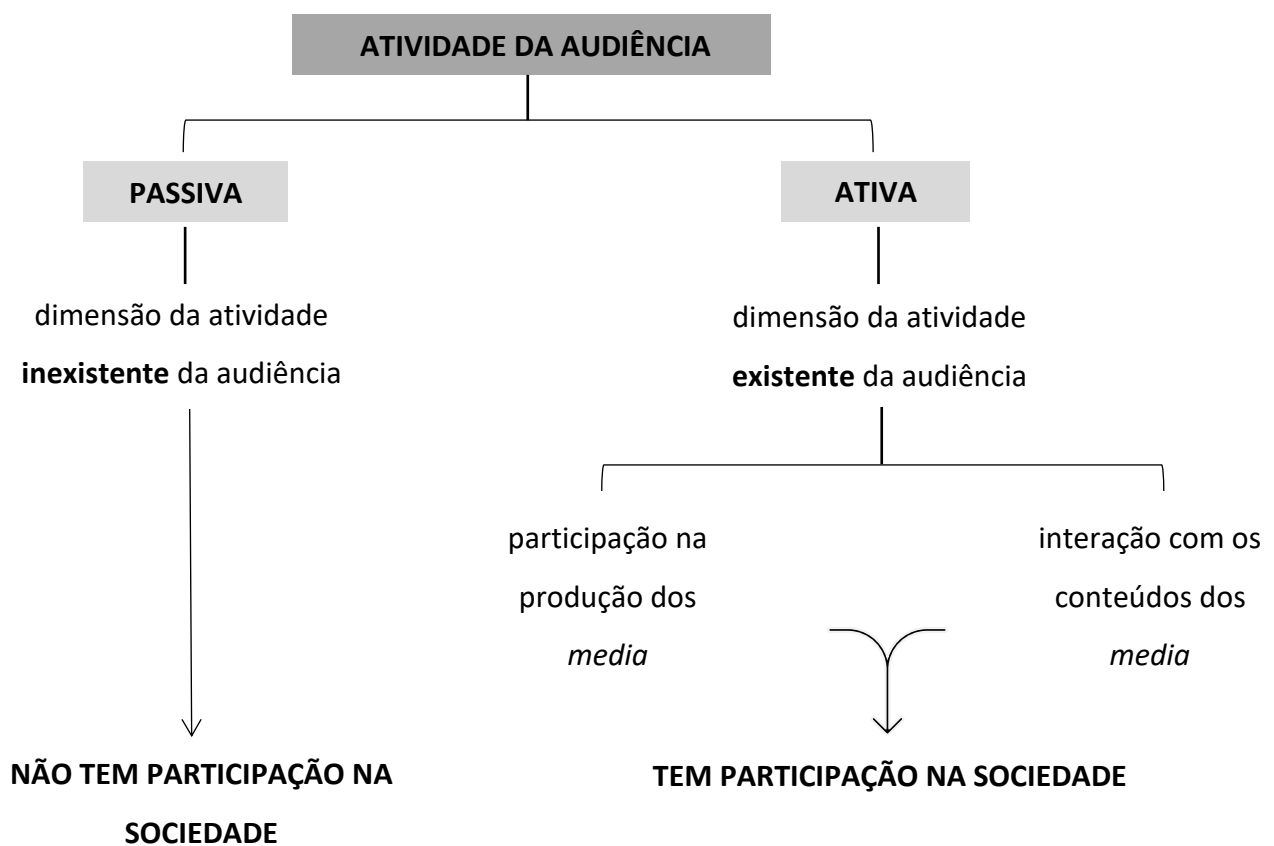 ATIVIDADE DA AUDIÊNCIA
PASSIVA
dimensão da atividade
inexistente da audiência
NÃO TEM PARTICIPAÇÃO NA
SOCIEDADE
ATIVA
dimensão da atividade
existente da audiência
participação na
produção dos
media
interação com os
conteúdos dos
media
TEM PARTICIPAÇÃO NA SOCIEDADE